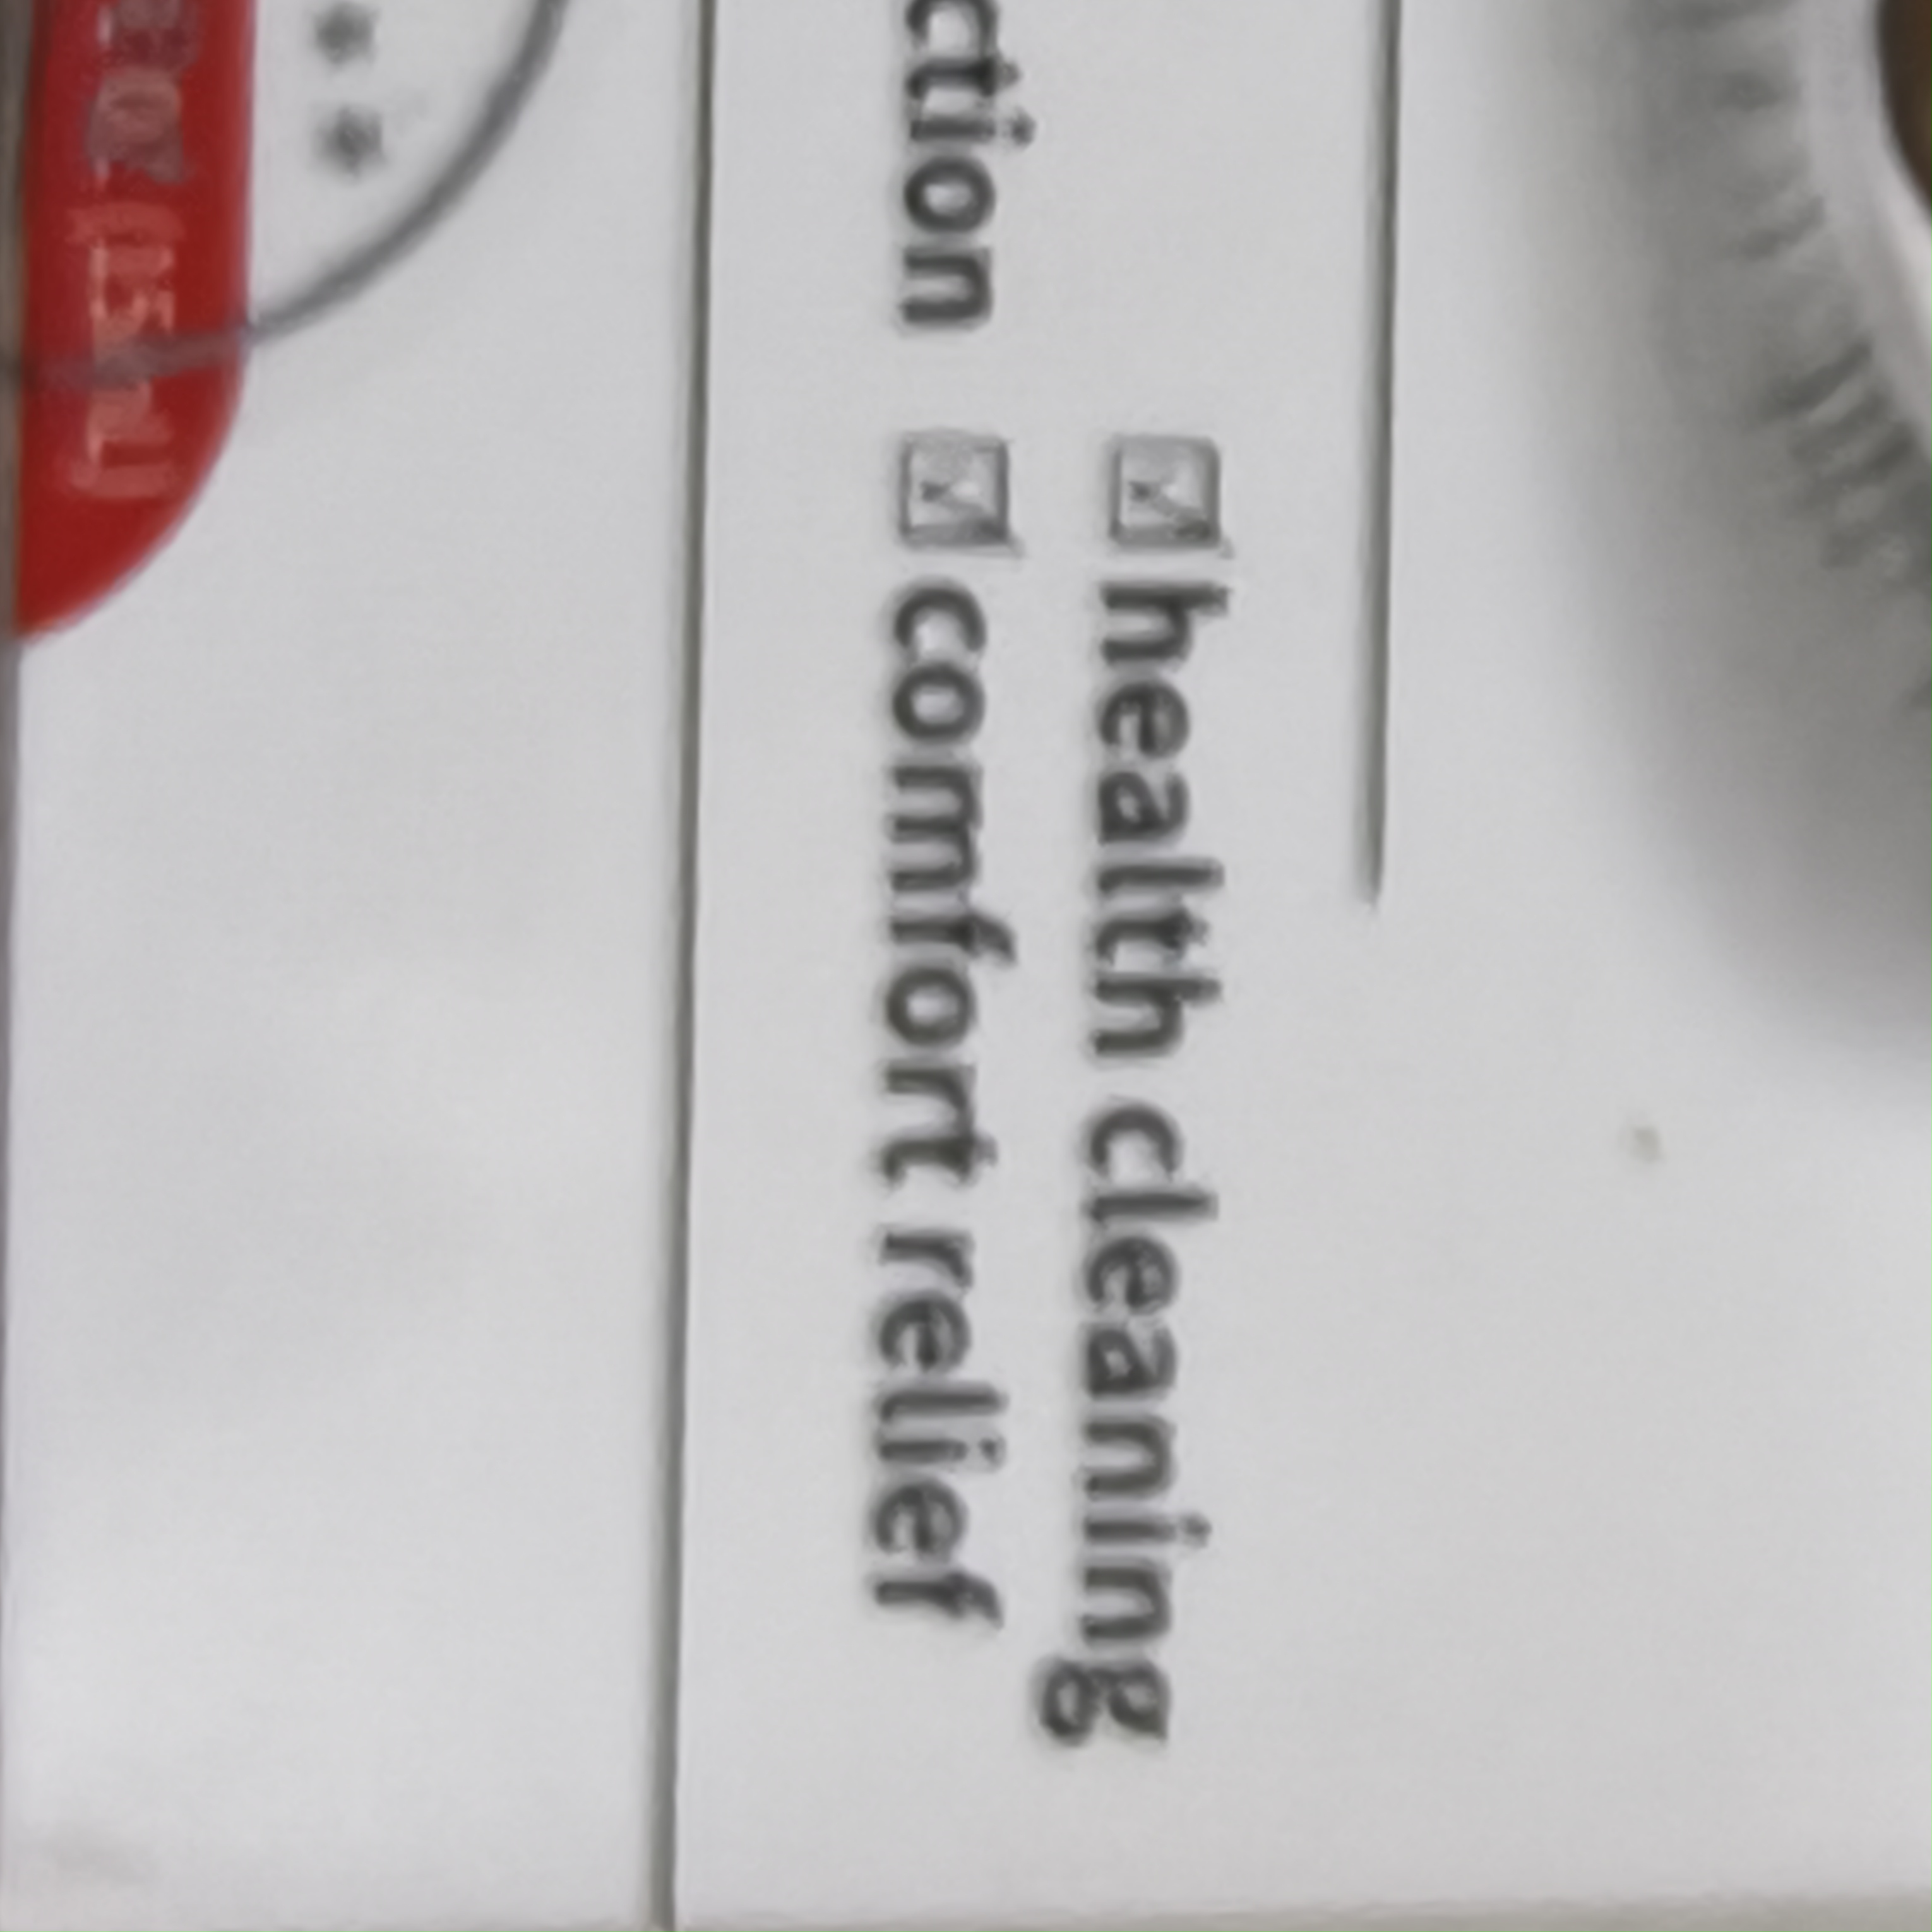 ☑ health cleaning
ction ☑ comfort relief